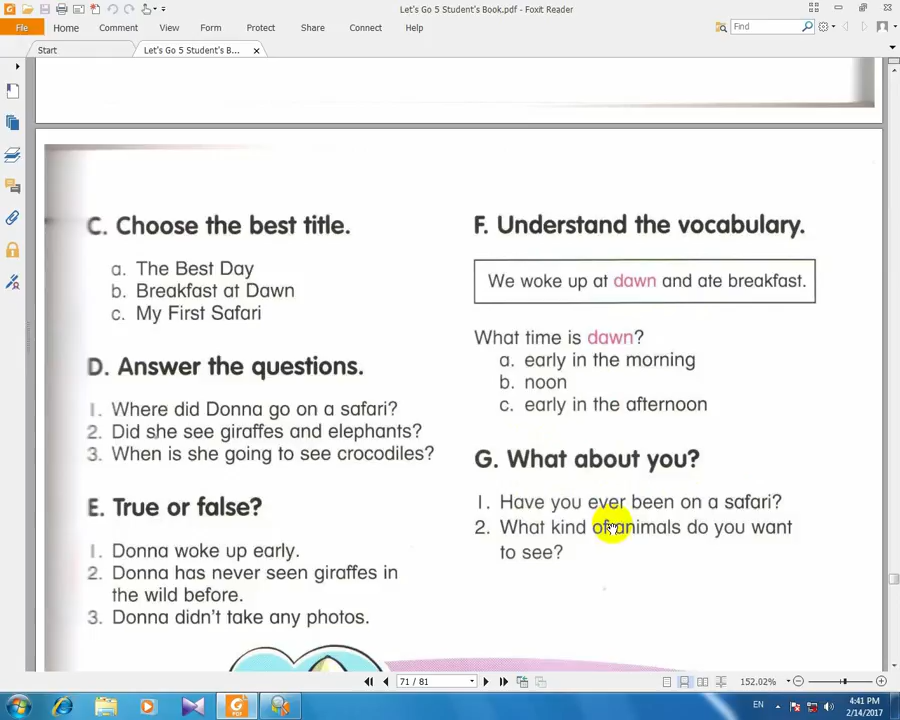 Let's Go 5 Student's Book.pdf - Foxit Reader
File
Home
Comment
View
Form
Protect
Share
Connect
Help
Find
Start
Let's Go 5 Student's B...
C. Choose the best title.
a. The Best Day
b. Breakfast at Dawn
c. My First Safari
D. Answer the questions.
1. Where did Donna go on a safari?
2. Did she see giraffes and elephants?
3. When is she going to see crocodiles?
E. True or false?
1. Donna woke up early.
2. Donna has never seen giraffes in
the wild before.
3. Donna didn't take any photos.
F. Understand the vocabulary.
We woke up at dawn and ate breakfast.
What time is dawn?
a. early in the morning
b. noon
c. early in the afternoon
G. What about you?
1. Have you ever been on a safari?
2. What kind of animals do you want
to see?
71 / 81
152.02%
EN
4:41 PM
2/14/2017